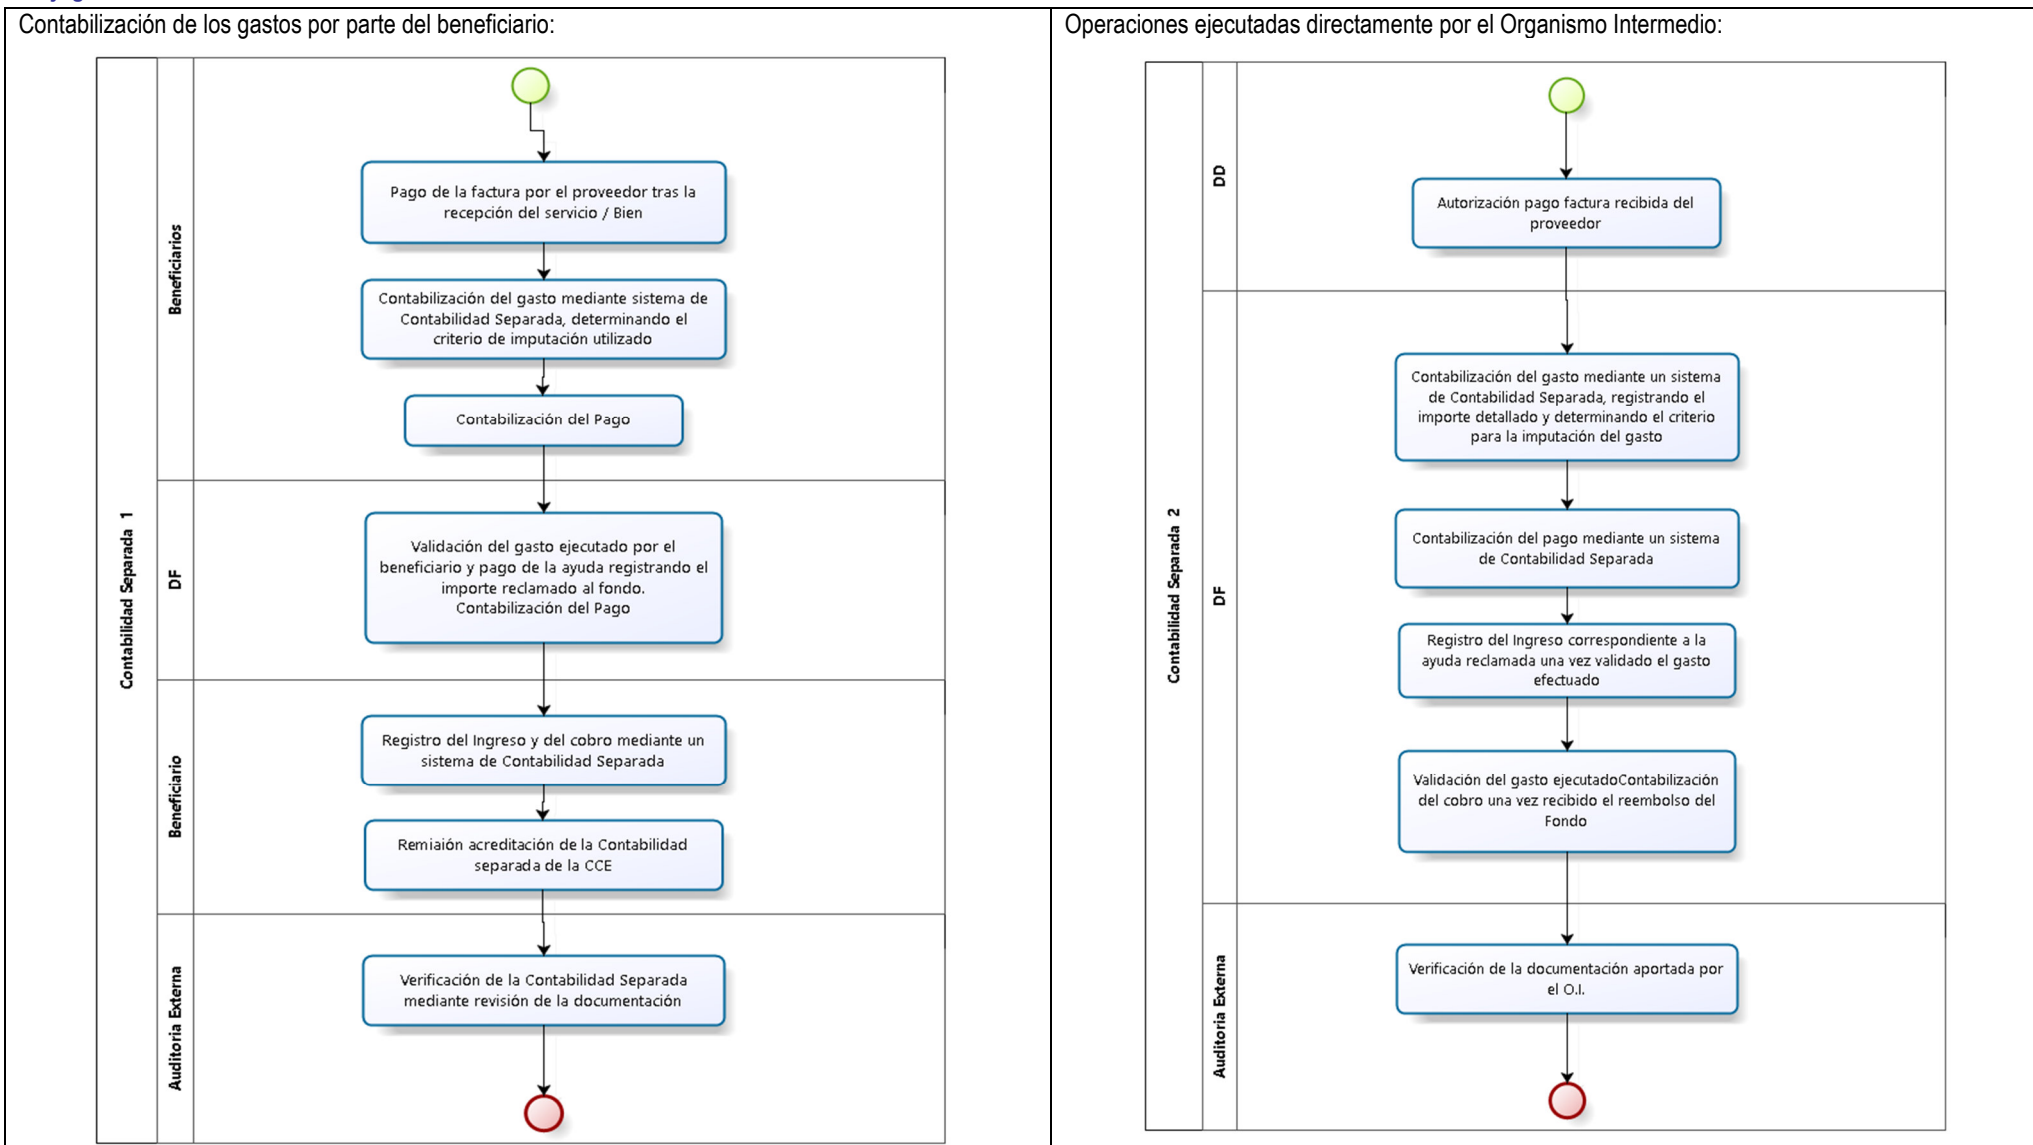 Contabilización de los gastos por parte del beneficiario:
Contabilidad Separada 1
Beneficiarios
Pago de la factura por el proveedor tras la
recepción del servicio / Bien
Contabilización del gasto mediante sistema de
Contabilidad Separada, determinando el
criterio de imputación utilizado
Contabilización del Pago
DF
Validación del gasto ejecutado por el
beneficiario y pago de la ayuda registrando el
importe reclamado al fondo.
Contabilización del Pago
Beneficiario
Registro del Ingreso y del cobro mediante un
sistema de Contabilidad Separada
Remiaión acreditación de la Contabilidad
separada de la CCE
Auditoria Externa
Verificación de la Contabilidad Separada
mediante revisión de la documentación
Operaciones ejecutadas directamente por el Organismo Intermedio:
Contabilidad Separada 2
DD
Autorización pago factura recibida del
proveedor
DF
Contabilización del gasto mediante un sistema
de Contabilidad Separada, registrando el
importe detallado y determinando el criterio
para la imputación del gasto
Contabilización del pago mediante un sistema
de Contabilidad Separada
Registro del Ingreso correspondiente a la
ayuda reclamada una vez validado el gasto
efectuado
Validación del gasto ejecutadoContabilización
del cobro una vez recibido el reembolso del
Fondo
Auditoria Externa
Verificación de la documentación aportada por
el O.I.